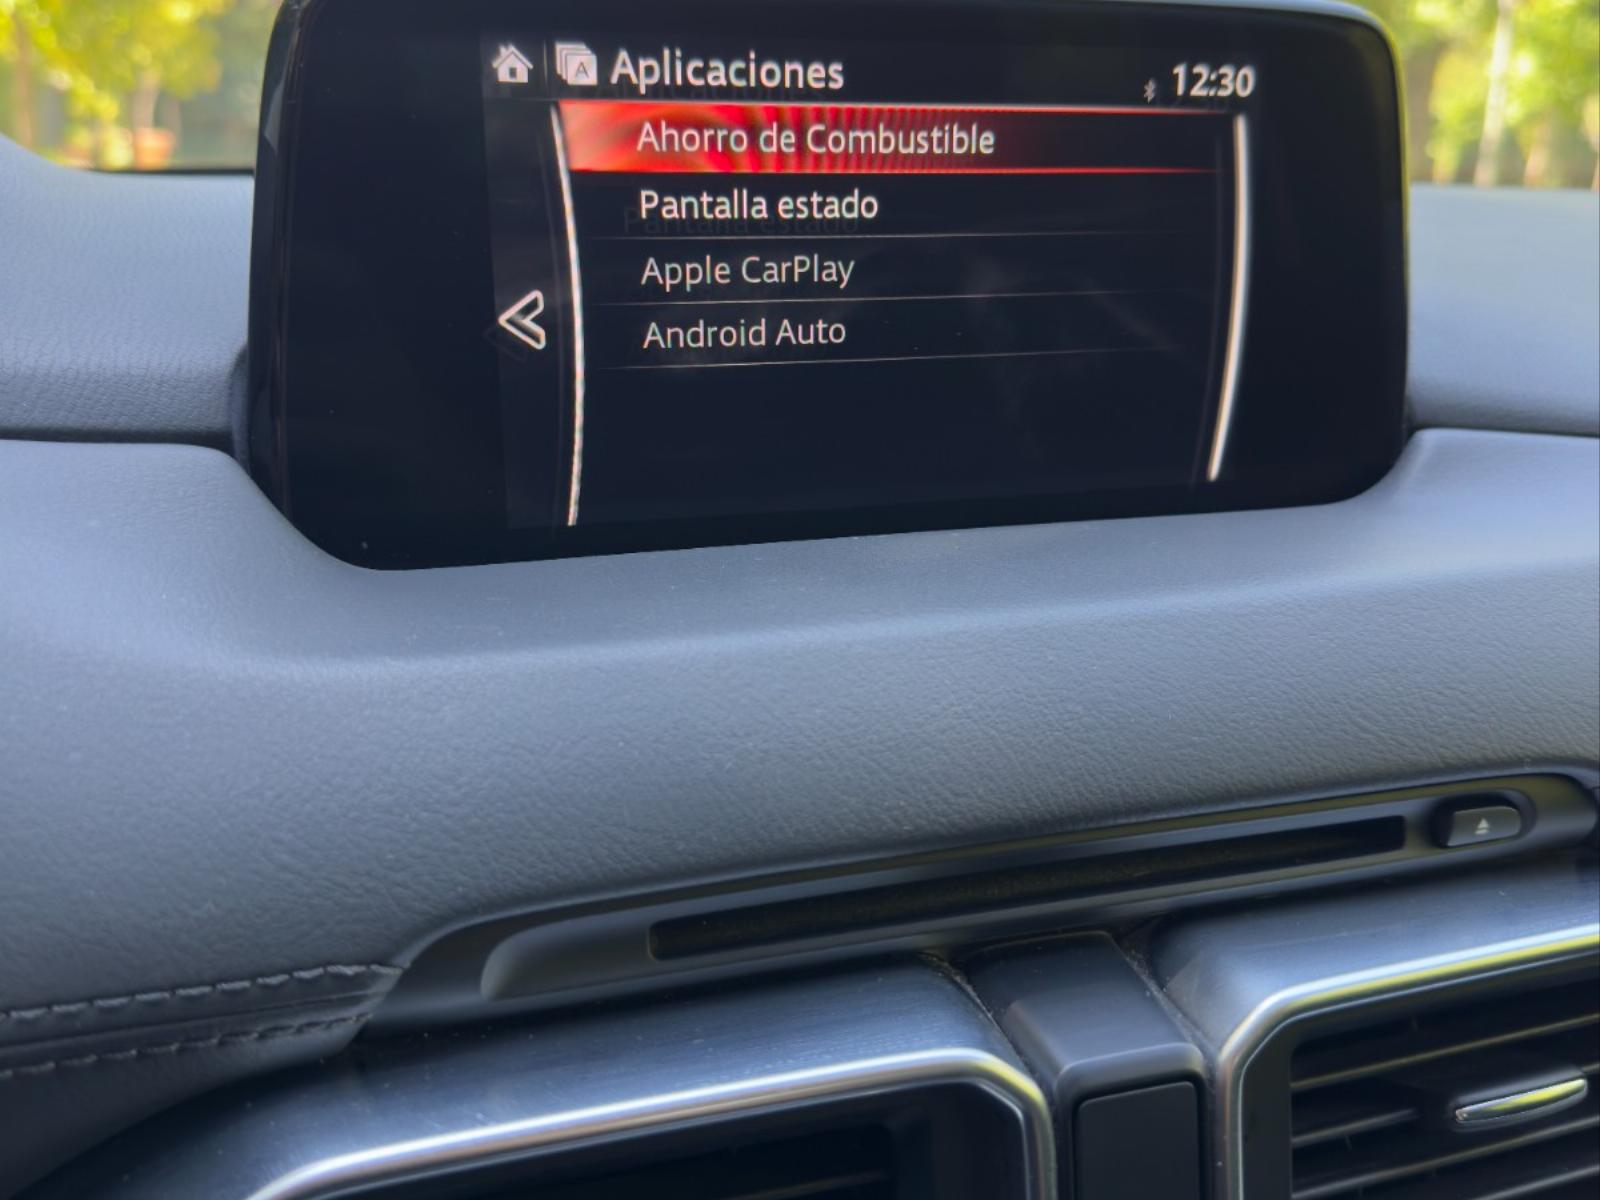 Aplicaciones
12:30
Ahorro de Combustible
Pantalla estado
Apple CarPlay
Android Auto